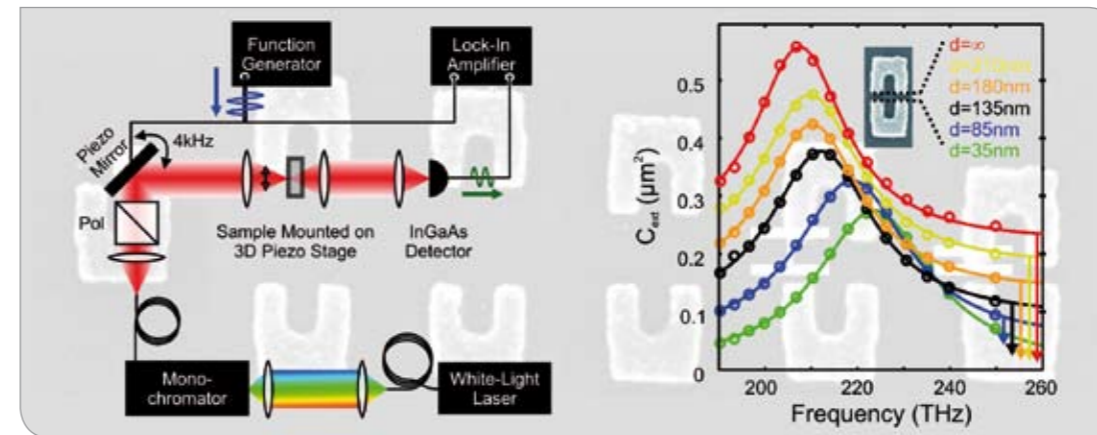 Function
Generator
Lock-In
Amplifier
Piezo
Mirror
4kHz
Pol
Sample Mounted on
3D Piezo Stage
InGaAs
Detector
Mono-
chromator
White-Light
Laser
d=∞
d=180nm
d=135nm
d=85nm
d=35nm
C_ext (µm²)
0.5
0.4
0.3
0.2
0.1
0
200
220
240
260
Frequency (THz)